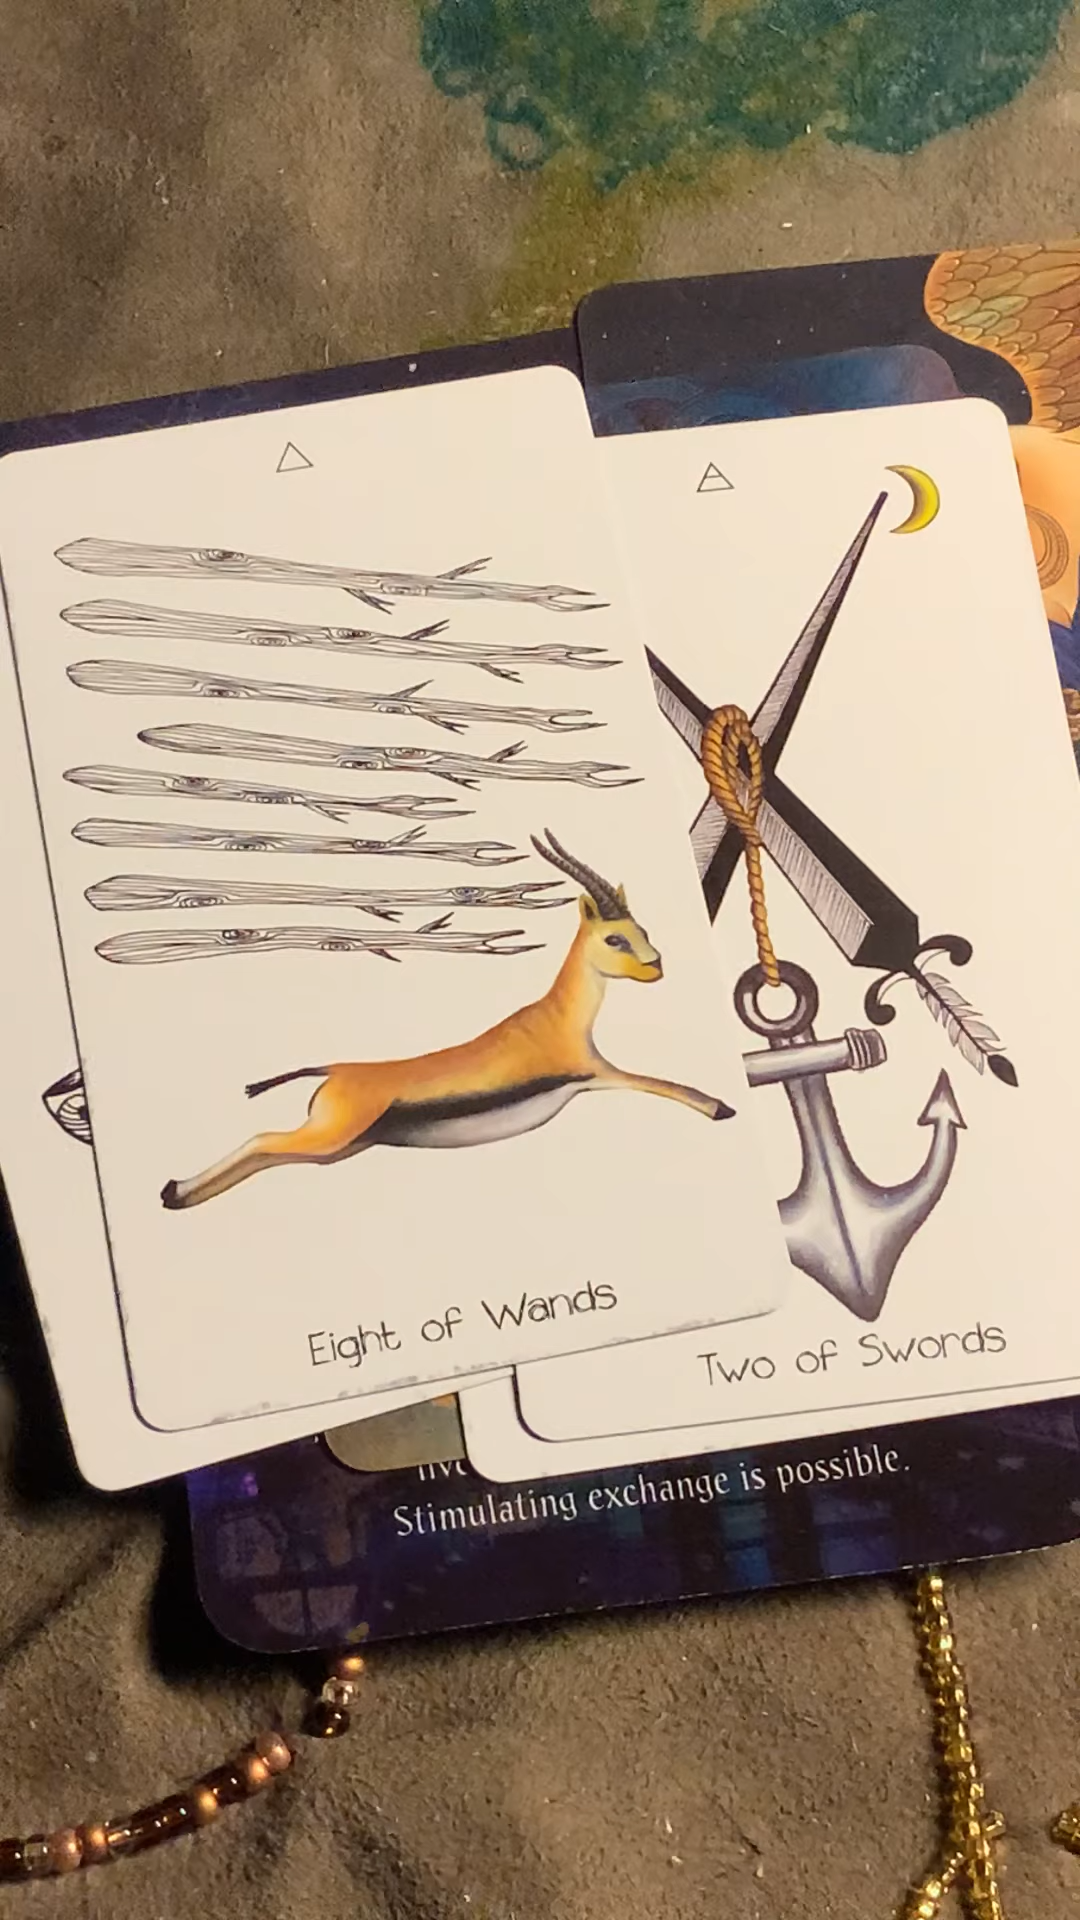 Eight of Wands
Two of Swords
Stimulating exchange is possible.